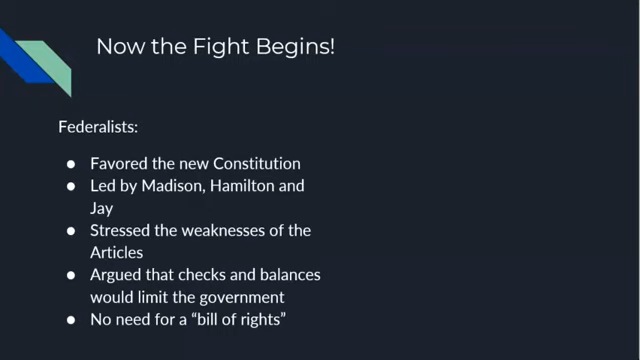 Now the Fight Begins!
Federalists:
● Favored the new Constitution
● Led by Madison, Hamilton and
Jay
● Stressed the weaknesses of the
Articles
● Argued that checks and balances
would limit the government
● No need for a “bill of rights”